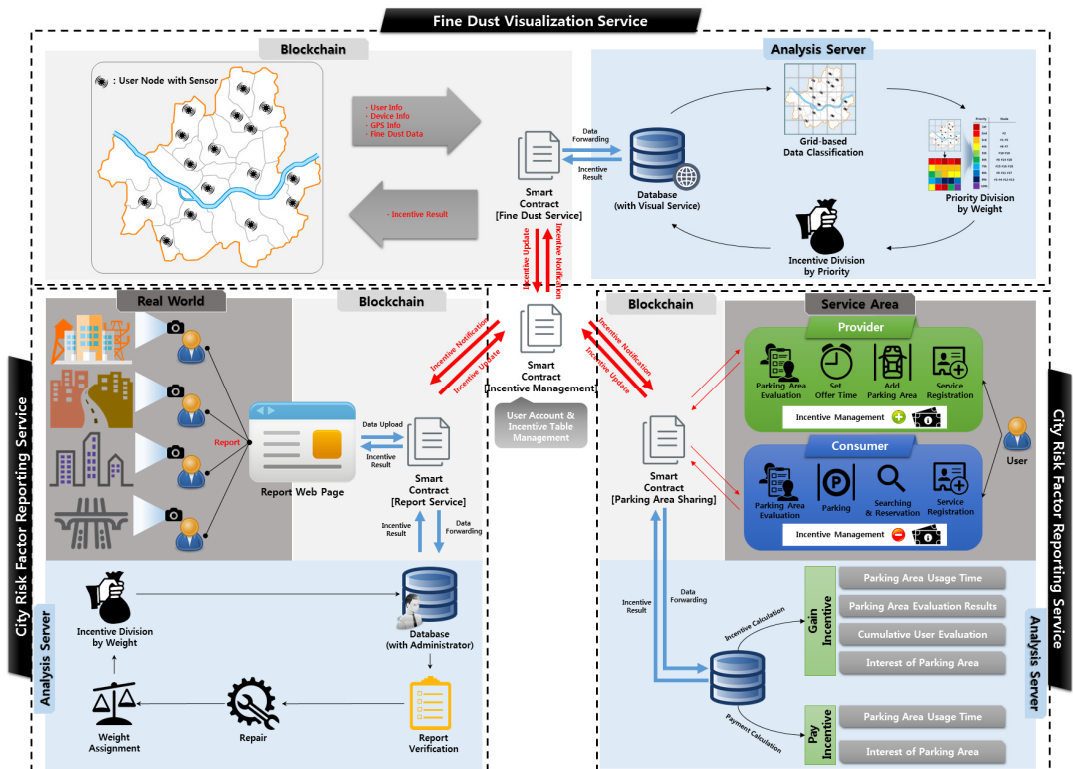 Fine Dust Visualization Service
Blockchain
Analysis Server
: User Node with Sensor
- User Info
- Device Info
- GPS Info
- Fine Dust Data
- Incentive Result
Smart
Contract
[Fine Dust Service]
Data
Forwarding
Incentive
Result
Database
(with Visual Service)
Grid-based
Data Classification
Priority
Node
Priority Division
by Weight
Incentive Division
by Priority
Incentive Update
Incentive Notification
Real World
Blockchain
City Risk Factor Reporting Service
Report
Report Web Page
Data Upload
Incentive
Result
Smart
Contract
[Report Service]
Incentive Notification
Incentive Update
Smart
Contract
[Incentive Management]
User Account &
Incentive Table
Management
Incentive Notification
Incentive Update
Incentive
Result
Data
Forwarding
Analysis Server
Incentive Division
by Weight
Database
(with Administrator)
Weight
Assignment
Repair
Report
Verification
Blockchain
Service Area
Provider
Parking Area
Evaluation
Set
Offer Time
Add
Parking Area
Service
Registration
Incentive Management
Consumer
Parking Area
Evaluation
Parking
Searching
& Reservation
Service
Registration
Incentive Management
User
Smart
Contract
[Parking Area Sharing]
City Risk Factor Reporting Service
Incentive
Result
Data
Forwarding
Incentive Calculation
Payment Calculation
Gain
Incentive
Parking Area Usage Time
Parking Area Evaluation Results
Cumulative User Evaluation
Interest of Parking Area
Pay
Incentive
Parking Area Usage Time
Interest of Parking Area
Analysis Server